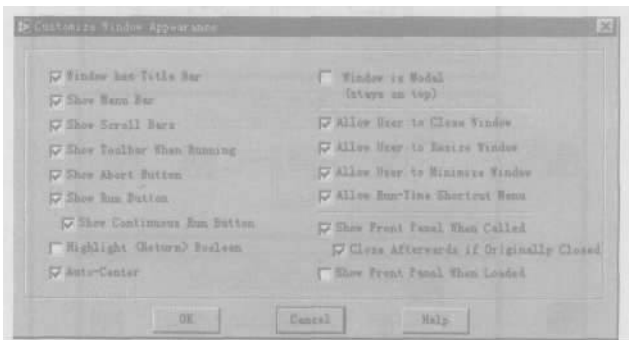 Customize Window Appearance
Window has Title Bar
Show Menu Bar
Show Scroll Bars
Show Toolbar When Running
Show Abort Button
Show Run Button
Show Continuous Run Button
Highlight (Return) Boolean
Auto-Center
Window is Modal
(stays on top)
Allow User to Close Window
Allow User to Resize Window
Allow User to Minimize Window
Allow Run-Time Shortcut Menu
Show Front Panel When Called
Close Afterwards if Originally Closed
Show Front Panel When Loaded
OK
Cancel
Help